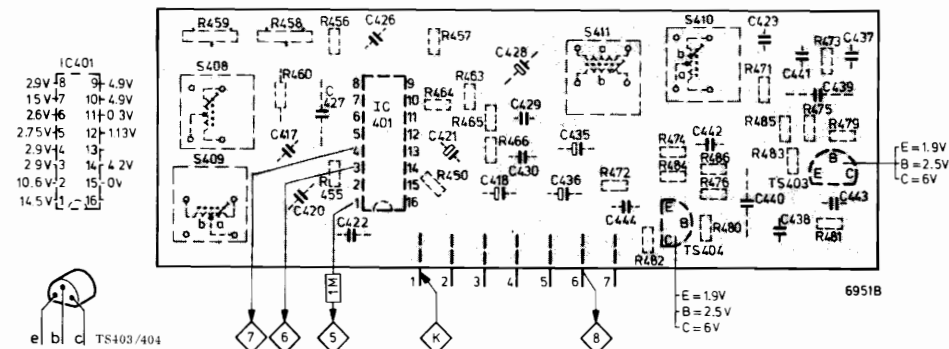 R459 R458 R456 C426 R457 C428 S411 S410 C423 R473 C437
IC401
2.9V 8 9 4.9V
15V 7 10 4.9V
2.6V 6 11 0.3V
2.75V 5 12 11.3V
2.9V 4 13
2.9V 3 14 4.2V
10.6V 2 15 0V
14.5V 1 16
S408 R460 C427 R463 R464 R465 C429 R471 C441 C439 R475 R479 R485
8 9
7 10
6 11
5 12
4 13
3 14
2 15
1 16
IC
401
C417 C421 R466 C430 C435 R474 C442 R486 R484 R476 R483 TS403
E B C
E = 1.9V
B = 2.5V
C = 6V
S409 b a R455 C420 R450 C418 C436 R472 C440 C443
C422 C444 R482 E B C R480 TS404 C438 R481
1M
1 2 3 4 5 6 7
6951B
E = 1.9V
B = 2.5V
C = 6V
7 6 5 K 8
e b c TS403/404